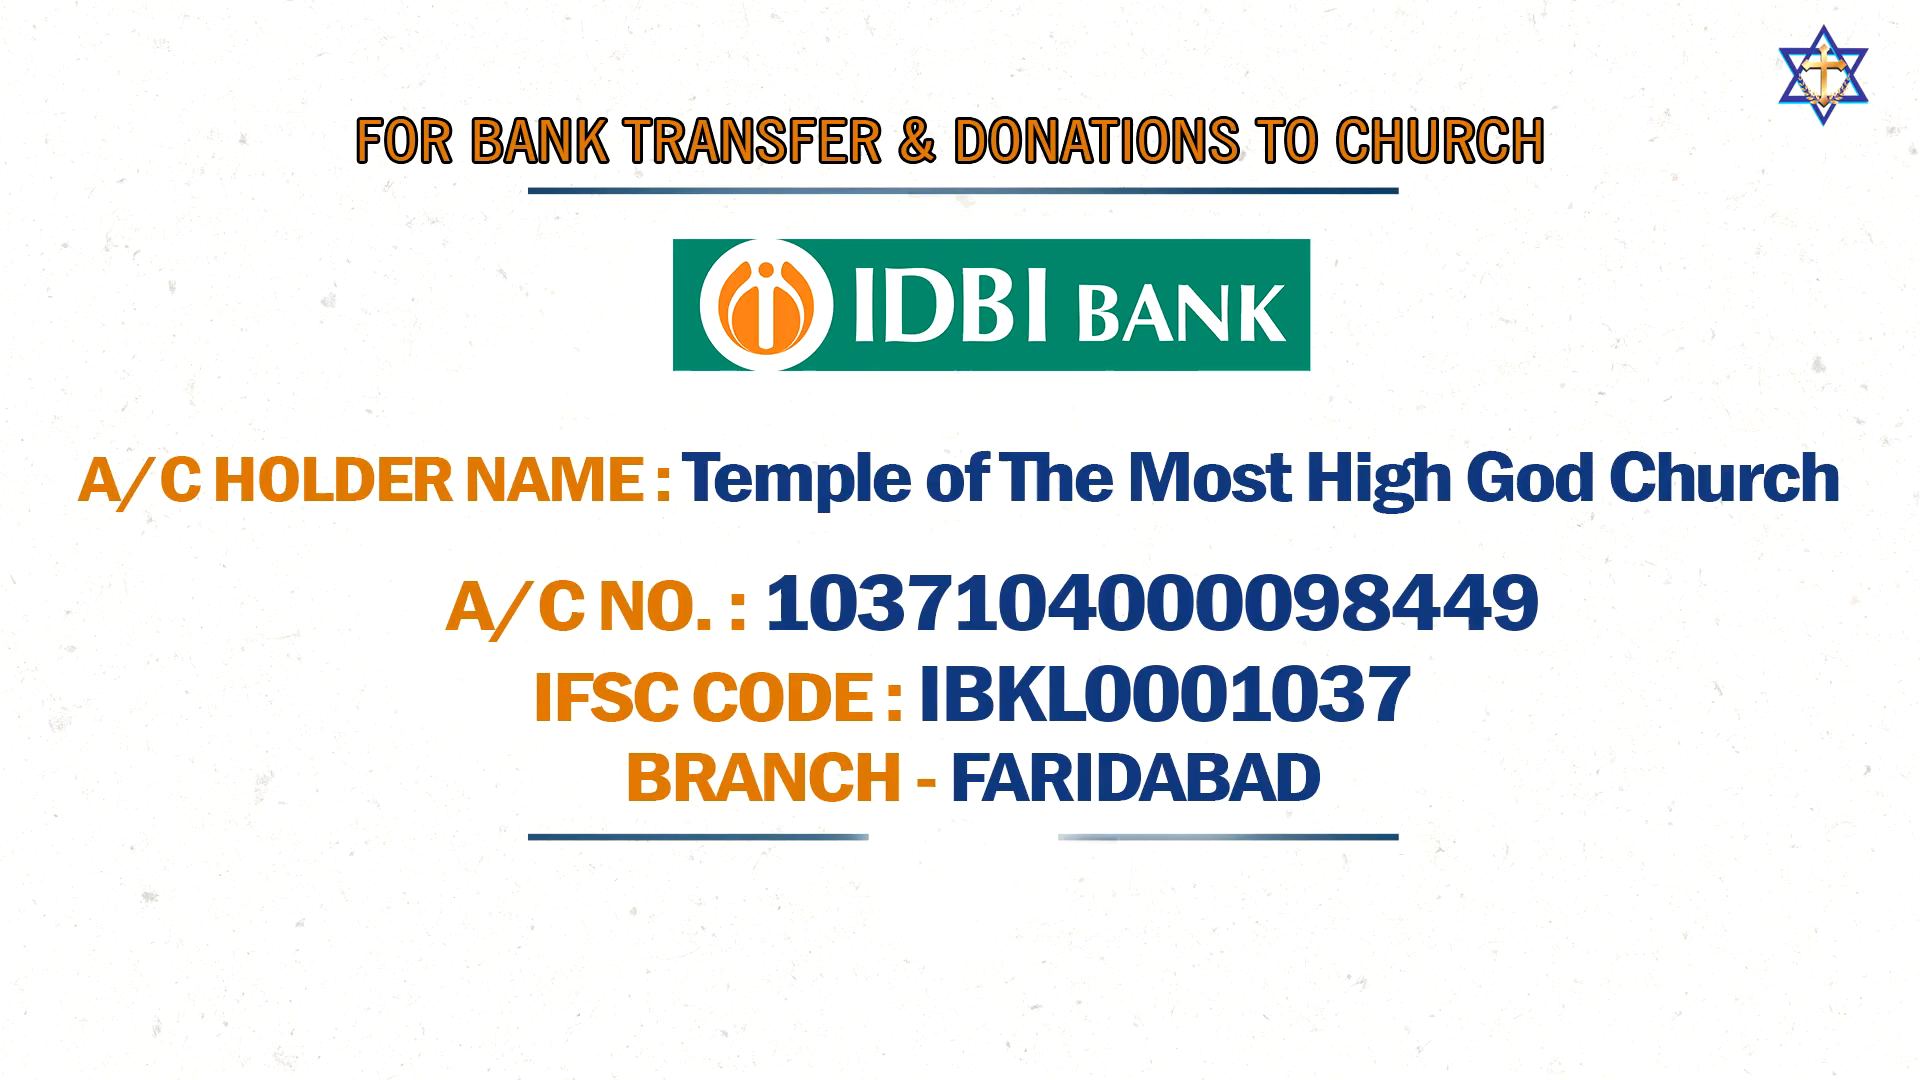 FOR BANK TRANSFER & DONATIONS TO CHURCH
IDBI BANK
A/C HOLDER NAME : Temple of The Most High God Church
A/C NO. : 1037104000098449
IFSC CODE : IBKL0001037
BRANCH - FARIDABAD